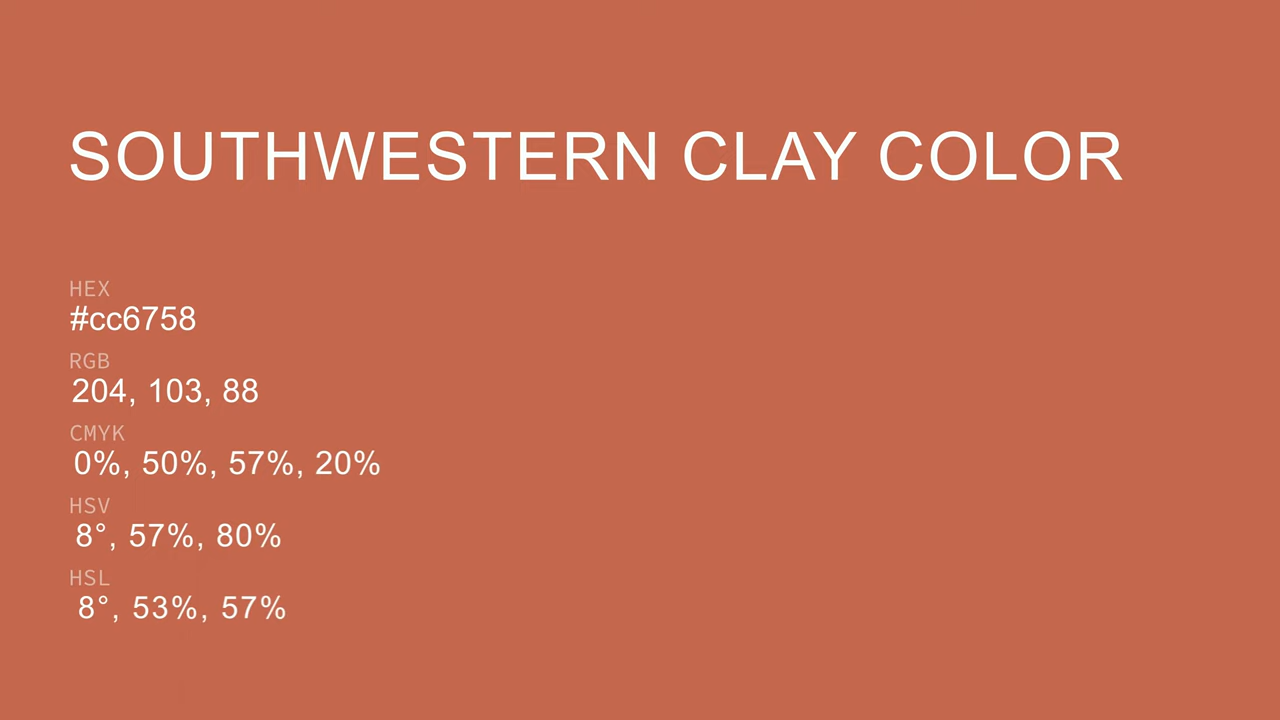 SOUTHWESTERN CLAY COLOR
HEX
#cc6758
RGB
204, 103, 88
CMYK
0%, 50%, 57%, 20%
HSV
8°, 57%, 80%
HSL
8°, 53%, 57%